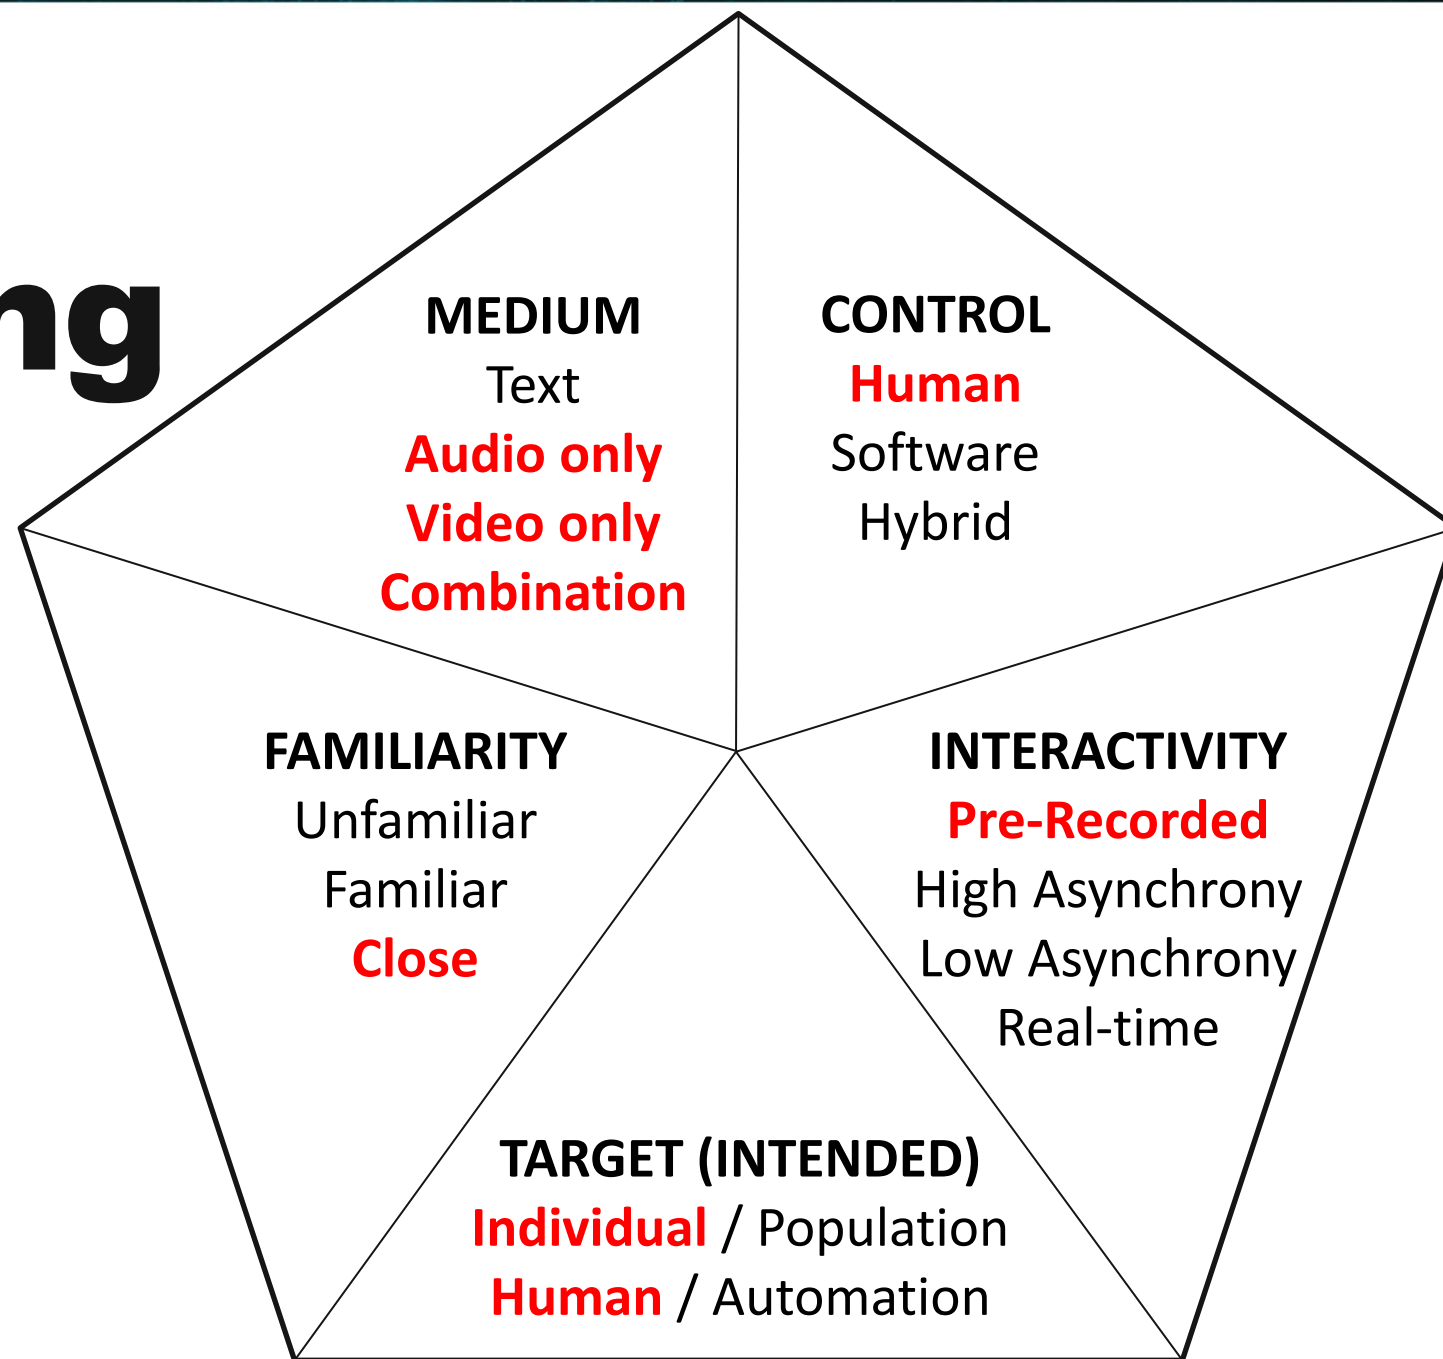 ng
MEDIUM
Text
Audio only
Video only
Combination
CONTROL
Human
Software
Hybrid
FAMILIARITY
Unfamiliar
Familiar
Close
INTERACTIVITY
Pre-Recorded
High Asynchrony
Low Asynchrony
Real-time
TARGET (INTENDED)
Individual / Population
Human / Automation